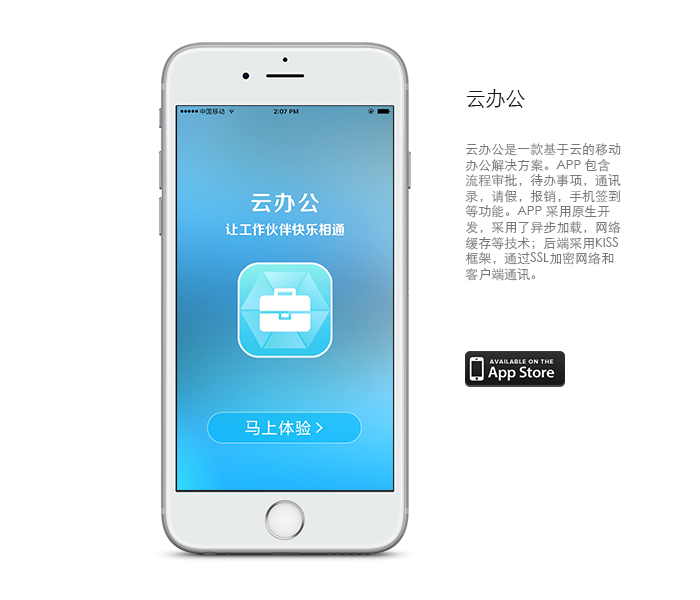 中国移动
2:07 PM
云办公
让工作伙伴快乐相通
马上体验
云办公
云办公是一款基于云的移动
办公解决方案。APP 包含
流程审批，待办事项，通讯
录，请假，报销，手机签到
等功能。APP 采用原生开
发，采用了异步加载，网络
缓存等技术；后端采用KISS
框架，通过SSL加密网络和
客户端通讯。
AVAILABLE ON THE
App Store